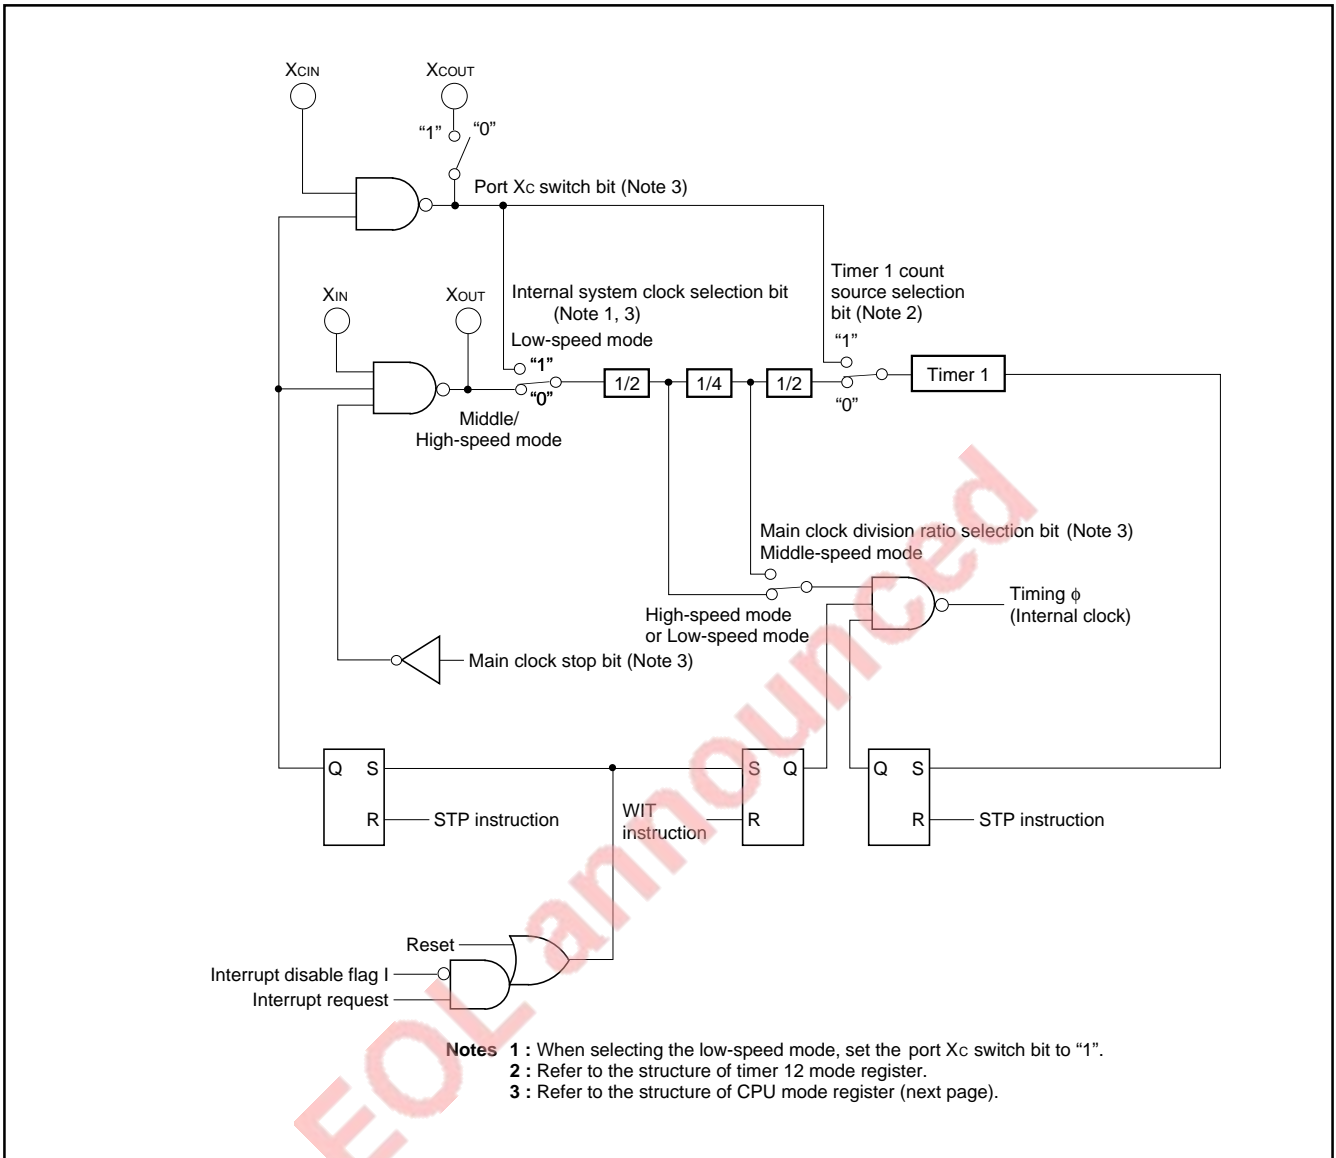 XCIN
XCOUT
“1”
“0”
Port XC switch bit (Note 3)
XIN
XOUT
Internal system clock selection bit
(Note 1, 3)
Low-speed mode
“1”
“0”
Middle/
High-speed mode
Timer 1 count
source selection
bit (Note 2)
“1”
“0”
1/2
1/4
1/2
Timer 1
Main clock division ratio selection bit (Note 3)
Middle-speed mode
High-speed mode
or Low-speed mode
Timing ϕ
(Internal clock)
Main clock stop bit (Note 3)
Q S
R
STP instruction
WIT
instruction
S Q
R
Q S
R
STP instruction
Reset
Interrupt disable flag I
Interrupt request
Notes 1 : When selecting the low-speed mode, set the port XC switch bit to “1”.
2 : Refer to the structure of timer 12 mode register.
3 : Refer to the structure of CPU mode register (next page).
EOL announced